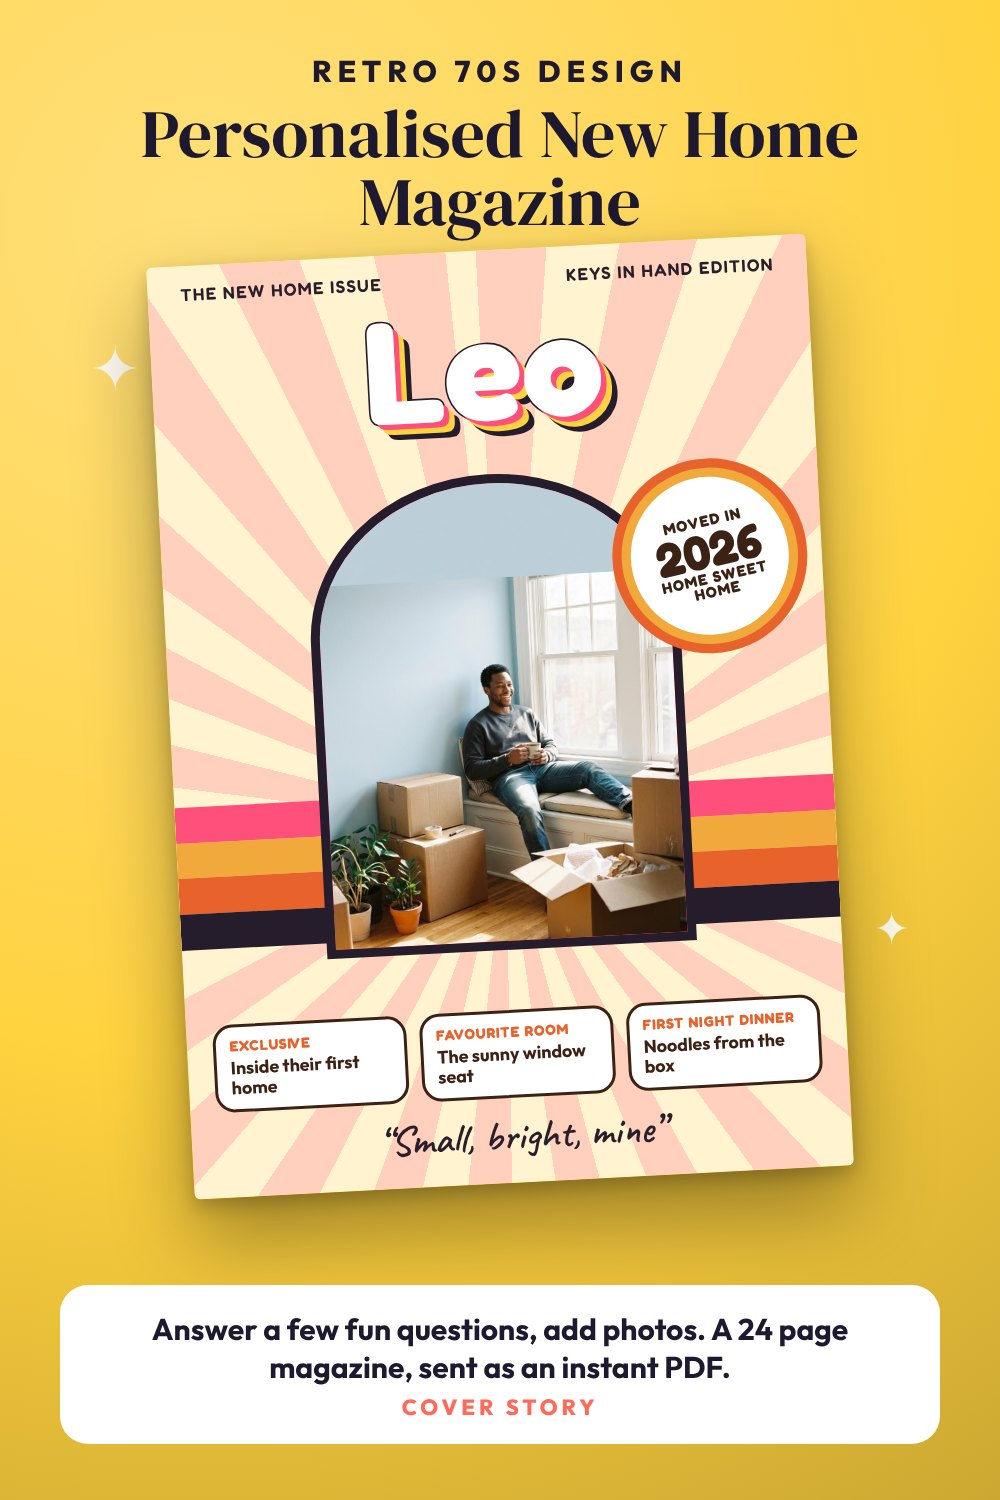 RETRO 70S DESIGN
Personalised New Home
Magazine
THE NEW HOME ISSUE
KEYS IN HAND EDITION
Leo
MOVED IN
2026
HOME SWEET
HOME
EXCLUSIVE
Inside their first
home
FAVOURITE ROOM
The sunny window
seat
FIRST NIGHT DINNER
Noodles from the
box
“Small, bright, mine”
Answer a few fun questions, add photos. A 24 page
magazine, sent as an instant PDF.
COVER STORY